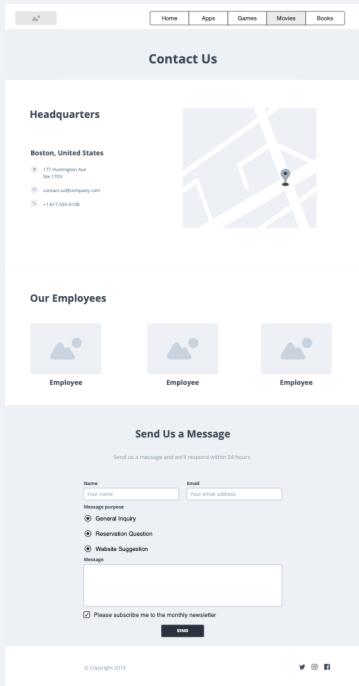 Home Apps Games Movies Books
Contact Us
Headquarters
Boston, United States
177 Huntington Ave
Ste 1703
contact-us@company.com
+1-617-555-0108
Our Employees
Employee Employee Employee
Send Us a Message
Send us a message and we'll respond within 24 hours.
Name Email
Your name Your email address
Message purpose
General Inquiry
Reservation Question
Website Suggestion
Message
Please subscribe me to the monthly newsletter
SEND
© Copyright 2019